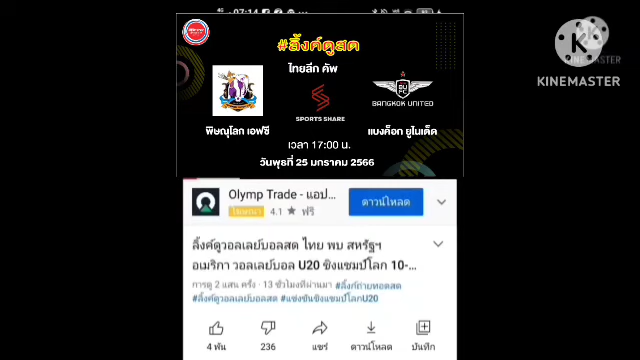 4G 07:14
#ลิ้งค์ดูสด
ไทยลีก คัพ
BANGKOK UNITED
SPORTS SHARE
พิษณุโลก เอฟซี
แบงค็อก ยูไนเต็ด
เวลา 17:00 น.
วันพุธที่ 25 มกราคม 2566
KINEMASTER
KINEMASTER
Olymp Trade - แอป...
โฆษณา 4.1 ★ ฟรี
ดาวน์โหลด
ลิ้งค์ดูวอลเลย์บอลสด ไทย พบ สหรัฐฯ
อเมริกา วอลเลย์บอล U20 ชิงแชมป์โลก 10-...
การดู 2 แสน ครั้ง · 13 ชั่วโมงที่ผ่านมา #ลิ้งก์ถ่ายทอดสด
#ลิ้งค์ดูวอลเลย์บอลสด #แข่งขันชิงแชมป์โลกU20
4 พัน
236
แชร์
ดาวน์โหลด
บันทึก